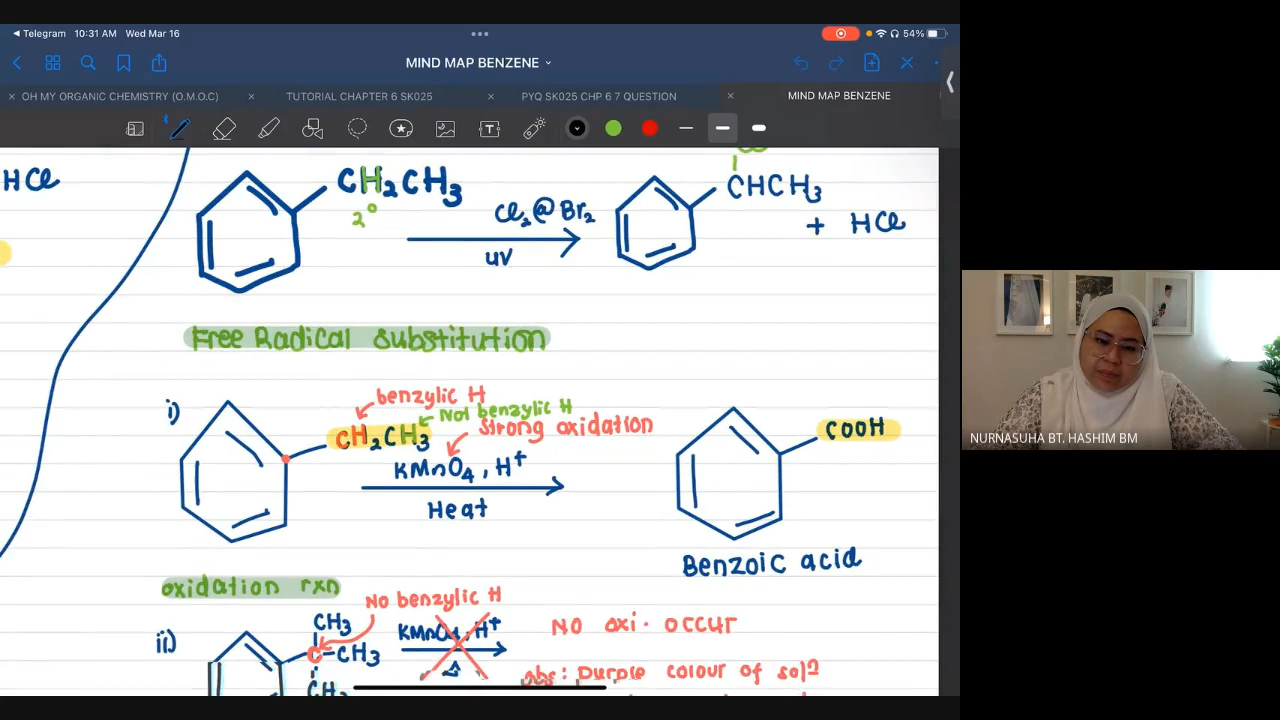 Telegram 10:31 AM Wed Mar 16
54%
MIND MAP BENZENE
OH MY ORGANIC CHEMISTRY (O.M.O.C)
TUTORIAL CHAPTER 6 SK025
PYQ SK025 CHP 6 7 QUESTION
MIND MAP BENZENE
T
HCl
CH2CH3
2°
Cl2@Br2
uv
CHCH3
+ HCl
Free Radical substitution
i)
benzylic H
Not benzylic H
CH2CH3
strong oxidation
KMnO4, H+
Heat
COOH
Benzoic acid
oxidation rxn
No benzylic H
ii)
CH3
C-CH3
KMnO4, H+
Δ
NO oxi. occur
obs: Purple colour of sol?
NURNASUHA BT. HASHIM BM